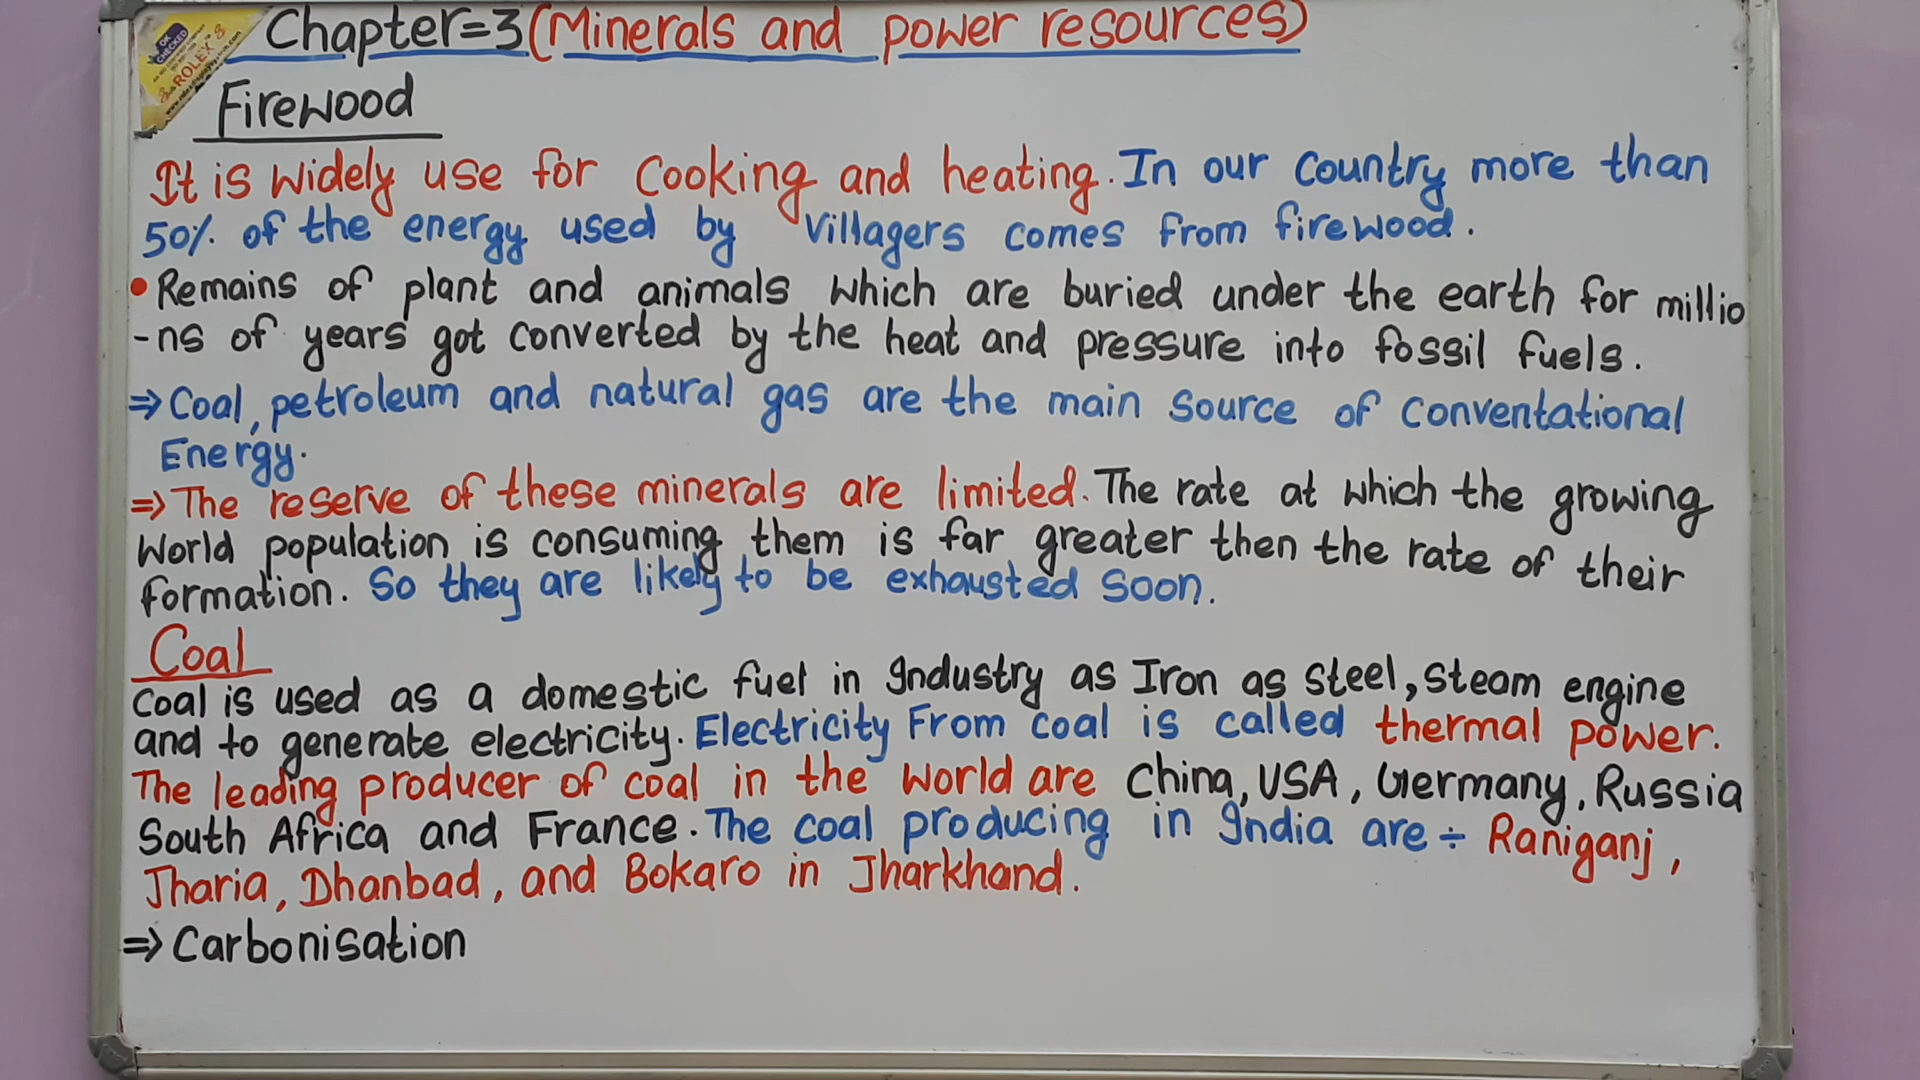 Chapter=3(Minerals and power resources)
OK CHECKED
ROLEX
Firewood
It is widely use for cooking and heating. In our country more than
50% of the energy used by villagers comes from firewood.
• Remains of plant and animals which are buried under the earth for millio
-ns of years got converted by the heat and pressure into fossil fuels.
⇒ Coal, petroleum and natural gas are the main source of conventational
Energy.
⇒ The reserve of these minerals are limited. The rate at which the growing
World population is consuming them is far greater then the rate of their
formation. So they are likely to be exhausted soon.
Coal
Coal is used as a domestic fuel in Industry as Iron as steel, steam engine
and to generate electricity. Electricity From coal is called thermal power.
The leading producer of coal in the world are China, USA, Germany, Russia
South Africa and France. The coal producing in India are ÷ Raniganj,
Jharia, Dhanbad, and Bokaro in Jharkhand.
⇒ Carbonisation